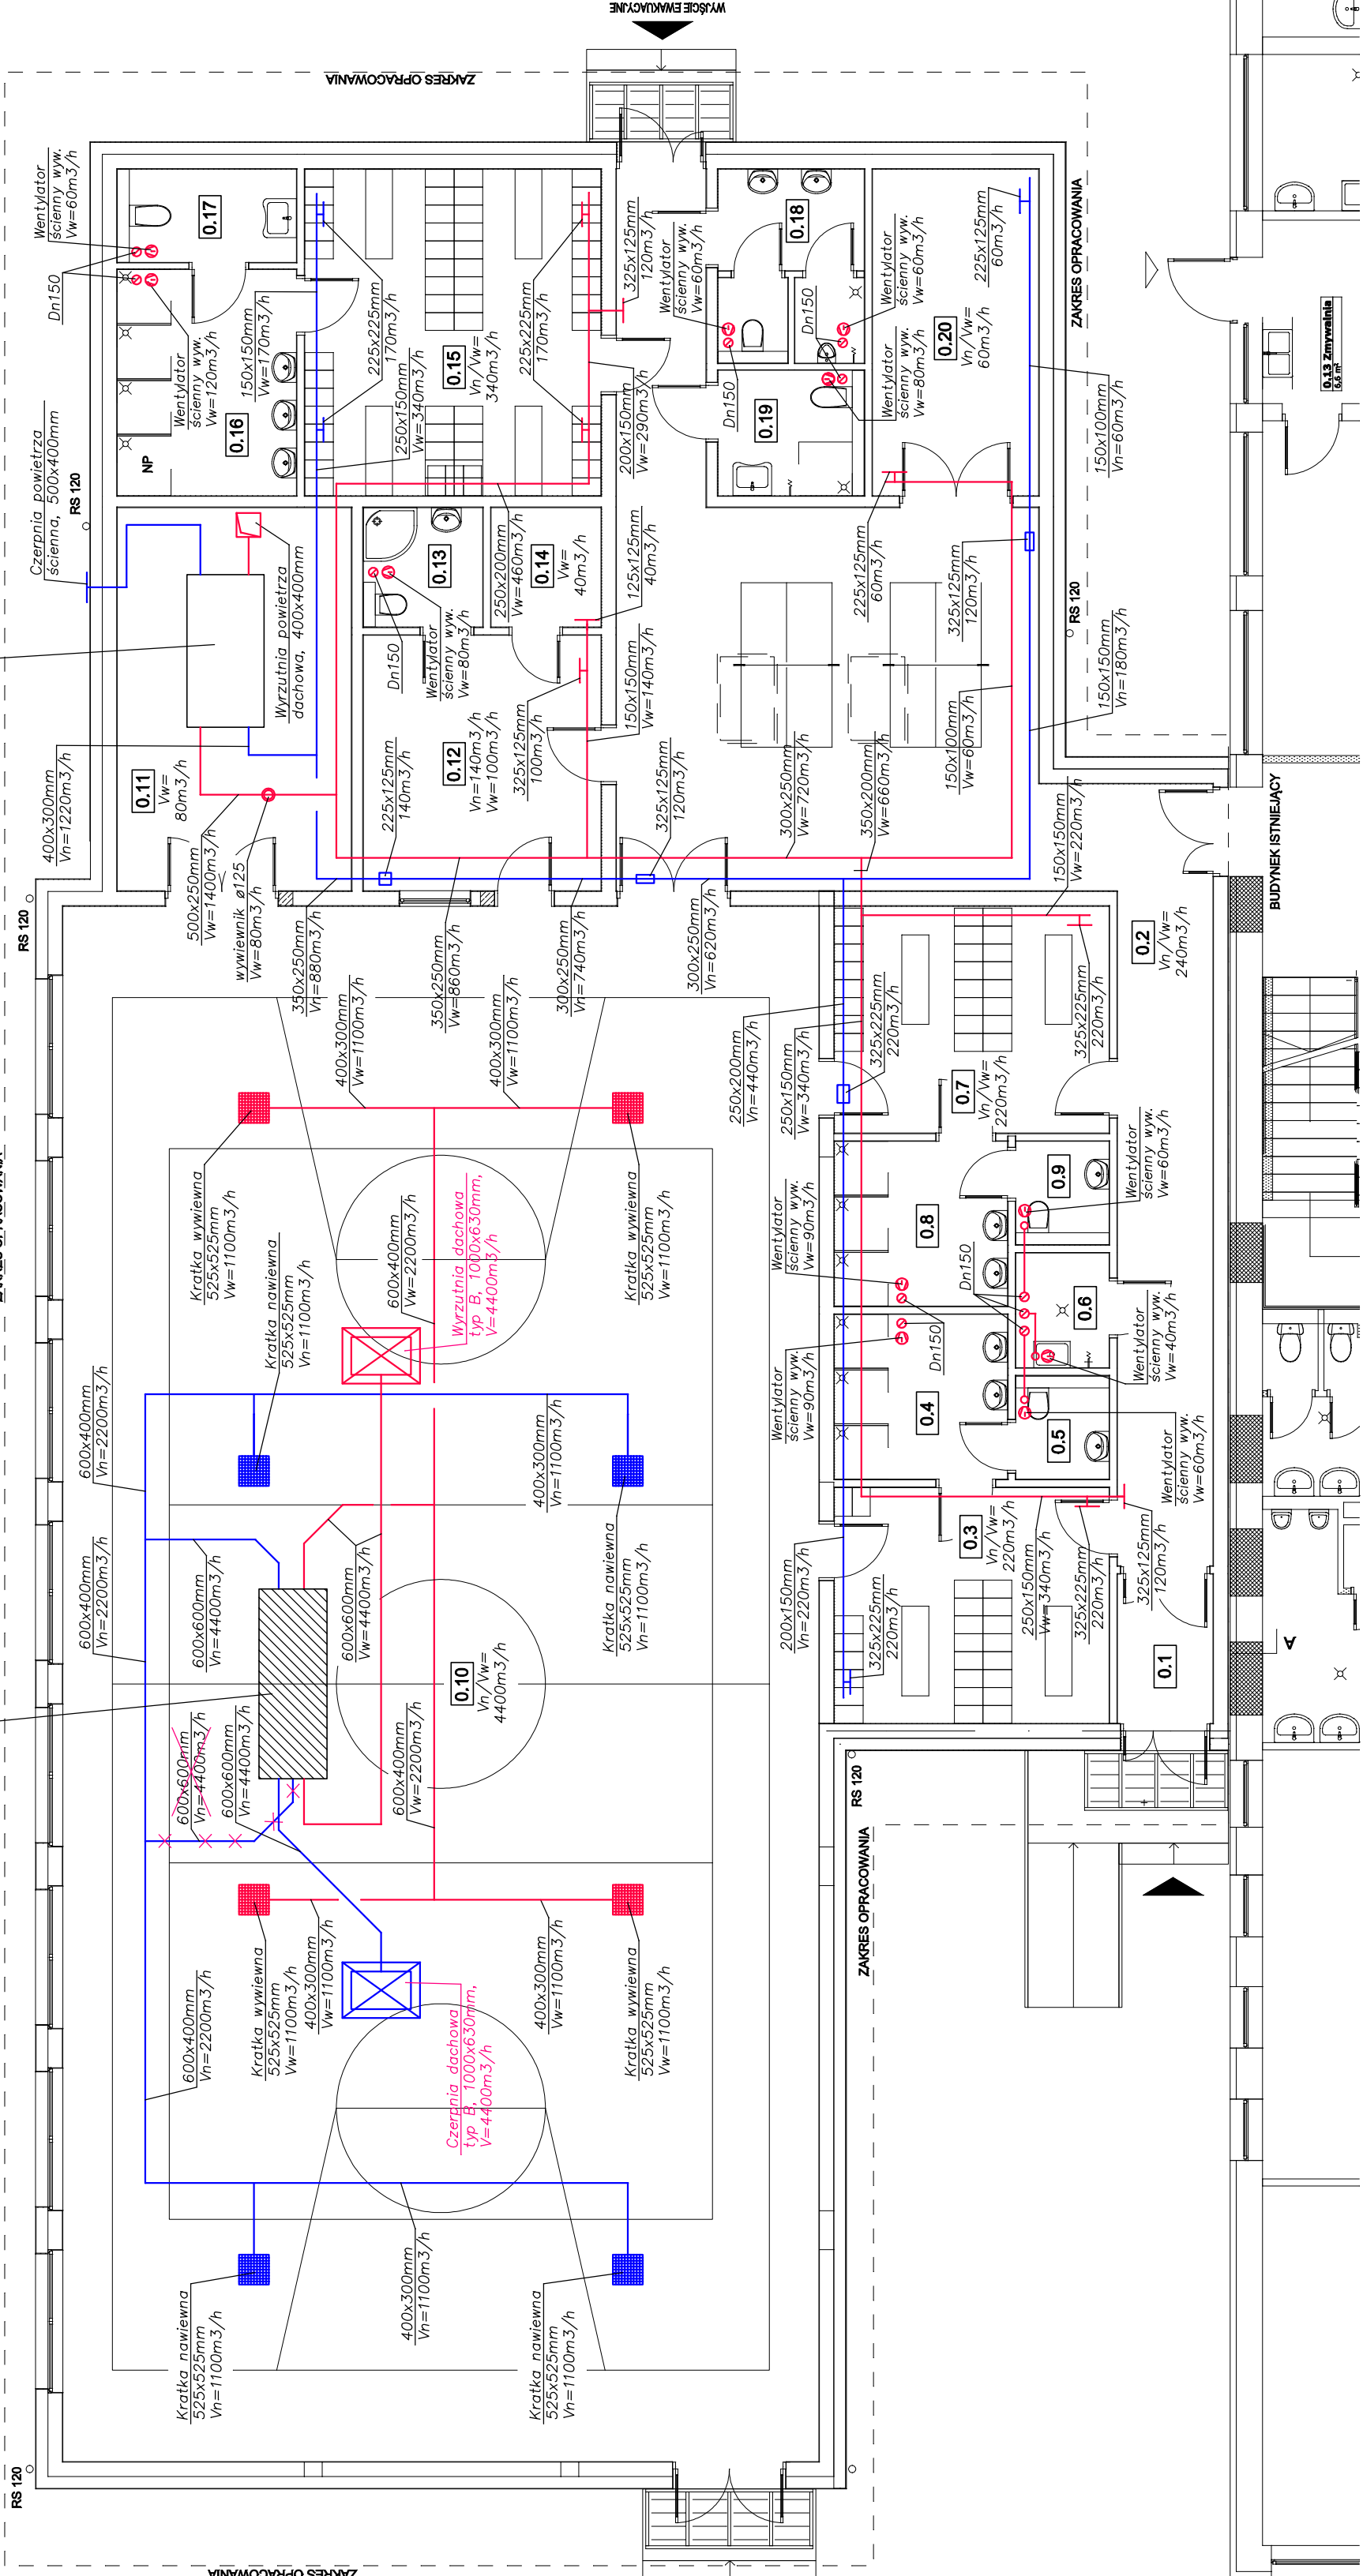 WYJŚCIE EWAKUACYJNE
ZAKRES OPRACOWANIA
Wentylator
ścienny wyw.
Vw=60m3/h
Dn150
0.17
Czerpnia powietrza
ścienna, 500x400mm
RS 120
NP
Wentylator
ścienny wyw.
Vw=120m3/h
0.16
150x150mm
Vw=170m3/h
225x225mm
170m3/h
250x150mm
Vw=340m3/h
0.15
Vn/Vw=
340m3/h
225x225mm
170m3/h
200x150mm
Vw=290m3/h
325x125mm
120m3/h
Wentylator
ścienny wyw.
Vw=60m3/h
Dn150
0.18
Dn150
Wentylator
ścienny wyw.
Vw=60m3/h
0.19
Wentylator
ścienny wyw.
Vw=80m3/h
0.20
Vn/Vw=
60m3/h
225x125mm
60m3/h
ZAKRES OPRACOWANIA
150x100mm
Vn=60m3/h
0.13 Zmywalnia
6,5 m²
Wyrzutnia powietrza
dachowa, 400x400mm
0.11
Vw=
80m3/h
400x300mm
Vn=1220m3/h
500x250mm
Vw=1400m3/h
wywiewnik ø125
Vw=80m3/h
RS 120
0.13
Dn150
Wentylator
ścienny wyw.
Vw=80m3/h
250x200mm
Vw=460m3/h
0.14
Vw=
40m3/h
125x125mm
40m3/h
225x125mm
140m3/h
0.12
Vn=140m3/h
Vw=100m3/h
325x125mm
100m3/h
150x150mm
Vw=140m3/h
325x125mm
120m3/h
225x125mm
60m3/h
325x125mm
120m3/h
300x250mm
Vw=720m3/h
350x200mm
Vw=660m3/h
150x100mm
Vw=60m3/h
RS 120
150x150mm
Vn=180m3/h
150x150mm
Vw=220m3/h
350x250mm
Vn=880m3/h
350x250mm
Vw=860m3/h
300x250mm
Vn=740m3/h
300x250mm
Vn=620m3/h
400x300mm
Vw=1100m3/h
400x300mm
Vw=1100m3/h
250x200mm
Vn=440m3/h
250x150mm
Vw=340m3/h
325x225mm
220m3/h
0.7
Vn/Vw=
220m3/h
325x225mm
220m3/h
0.2
Vn/Vw=
240m3/h
BUDYNEK ISTNIEJĄCY
Kratka wywiewna
525x525mm
Vw=1100m3/h
Kratka nawiewna
525x525mm
Vn=1100m3/h
600x400mm
Vw=2200m3/h
Wyrzutnia dachowa
typ B, 1000x630mm,
V=4400m3/h
Kratka wywiewna
525x525mm
Vw=1100m3/h
Wentylator
ścienny wyw.
Vw=90m3/h
0.8
0.9
Wentylator
ścienny wyw.
Vw=60m3/h
Dn150
0.6
Wentylator
ścienny wyw.
Vw=40m3/h
Wentylator
ścienny wyw.
Vw=90m3/h
Dn150
0.4
0.5
Wentylator
ścienny wyw.
Vw=60m3/h
600x400mm
Vn=2200m3/h
600x400mm
Vn=2200m3/h
600x600mm
Vn=4400m3/h
600x600mm
Vw=4400m3/h
400x300mm
Vn=1100m3/h
Kratka nawiewna
525x525mm
Vn=1100m3/h
200x150mm
Vn=220m3/h
325x225mm
220m3/h
0.3
Vn/Vw=
220m3/h
250x150mm
Vw=340m3/h
325x225mm
220m3/h
325x125mm
120m3/h
0.1
A
0.10
Vn/Vw=
4400m3/h
600x600mm
Vn=4400m3/h
600x600mm
Vn=4400m3/h
600x400mm
Vw=2200m3/h
RS 120
ZAKRES OPRACOWANIA
600x400mm
Vn=2200m3/h
Kratka wywiewna
525x525mm
Vw=1100m3/h
400x300mm
Vw=1100m3/h
Czerpnia dachowa
typ B, 1000x630mm,
V=4400m3/h
400x300mm
Vw=1100m3/h
Kratka wywiewna
525x525mm
Vw=1100m3/h
Kratka nawiewna
525x525mm
Vn=1100m3/h
400x300mm
Vn=1100m3/h
Kratka nawiewna
525x525mm
Vn=1100m3/h
RS 120
ZAKRES OPRACOWANIA